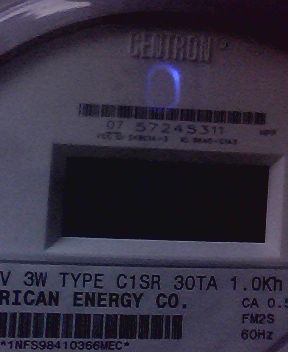 CENTRON
07 57245311
V 3W TYPE C1SR 30TA 1.0Kh
RICAN ENERGY CO. CA 0.5
FM2S
*1NFS98410366MEC* 60Hz